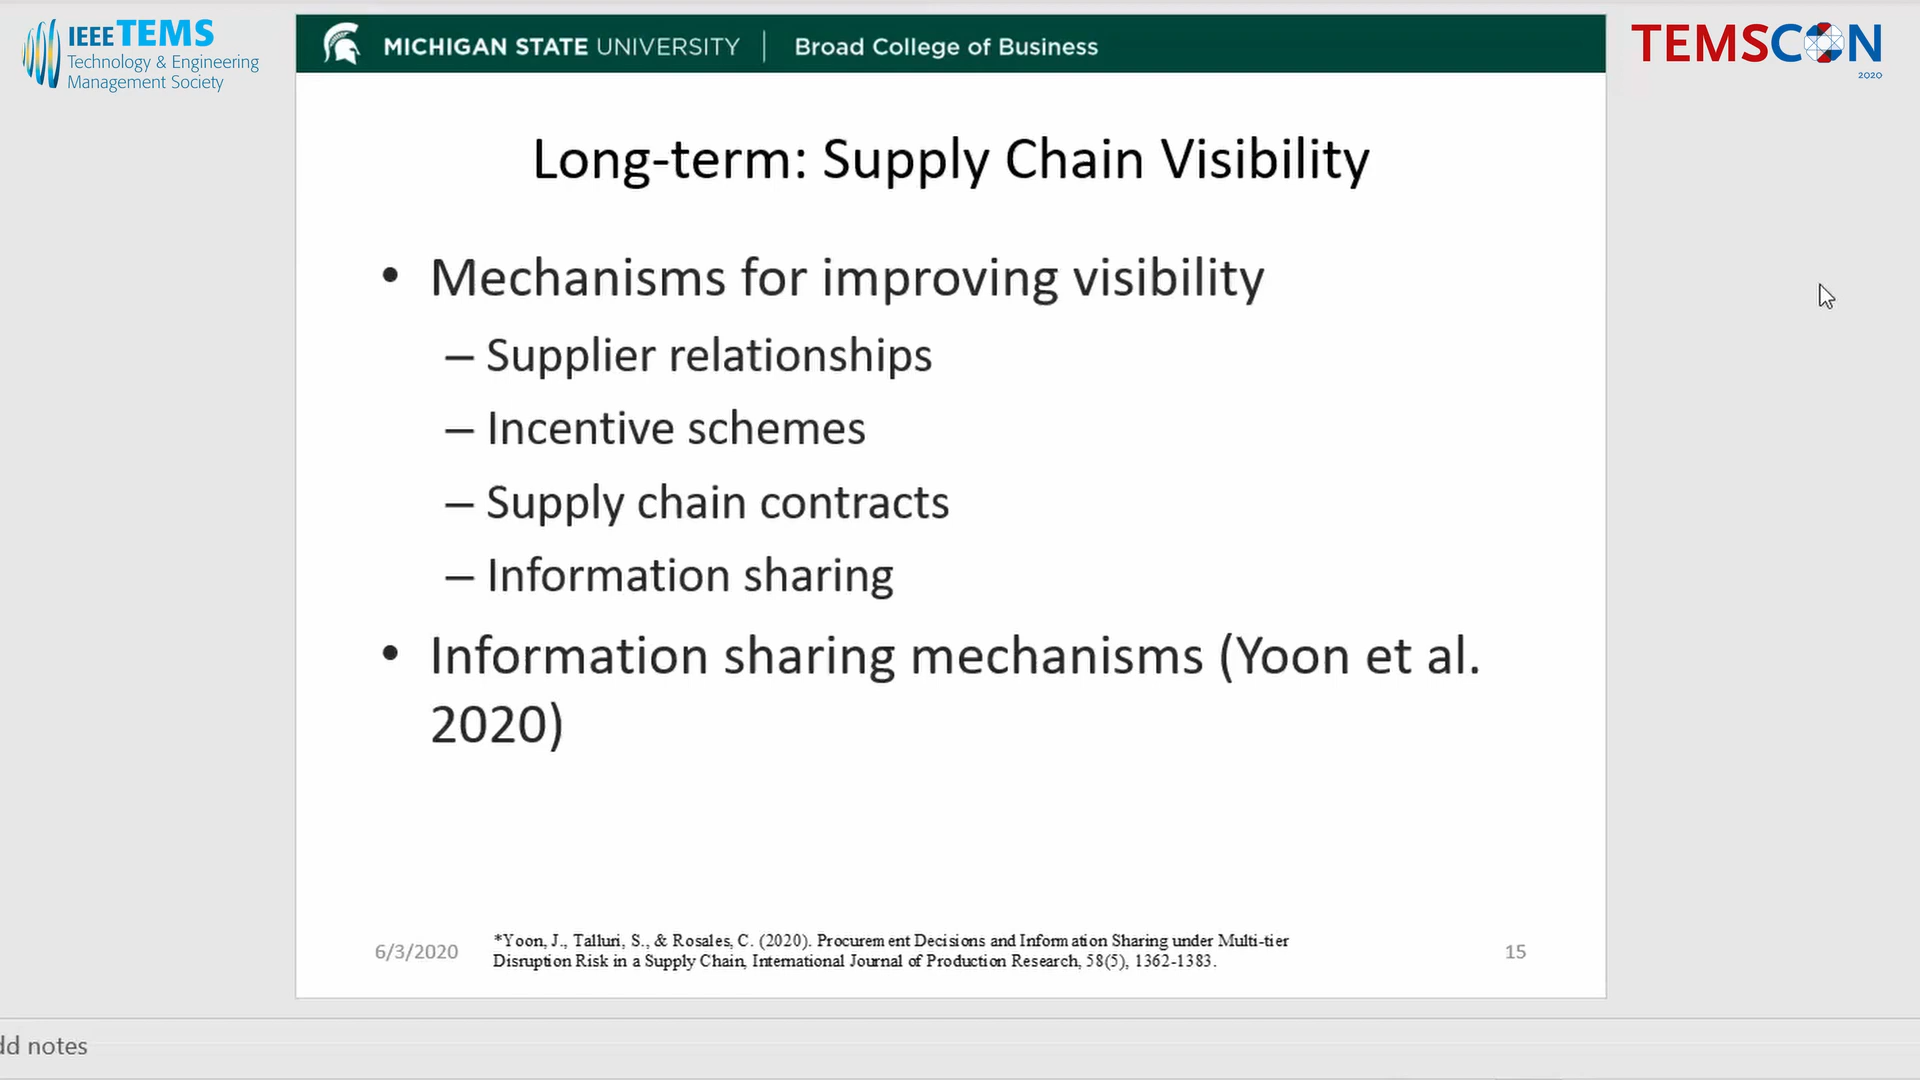 IEEE TEMS
Technology & Engineering
Management Society
MICHIGAN STATE UNIVERSITY | Broad College of Business
TEMSCON
2020
Long-term: Supply Chain Visibility
• Mechanisms for improving visibility
– Supplier relationships
– Incentive schemes
– Supply chain contracts
– Information sharing
• Information sharing mechanisms (Yoon et al.
2020)
6/3/2020
*Yoon, J., Talluri, S., & Rosales, C. (2020). Procurement Decisions and Information Sharing under Multi-tier
Disruption Risk in a Supply Chain, International Journal of Production Research, 58(5), 1362-1383.
15
dd notes